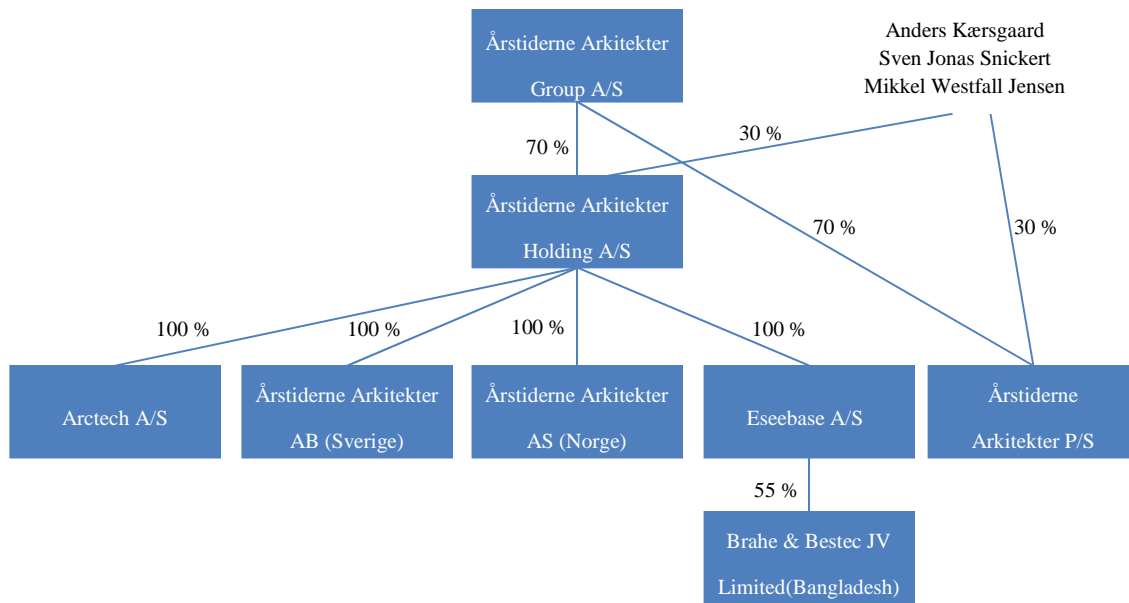 Årstiderne Arkitekter
Group A/S
Anders Kærsgaard
Sven Jonas Snickert
Mikkel Westfall Jensen
70 %
30 %
Årstiderne Arkitekter
Holding A/S
70 %
30 %
100 %
100 %
100 %
100 %
Arctech A/S
Årstiderne Arkitekter
AB (Sverige)
Årstiderne Arkitekter
AS (Norge)
Eseebase A/S
Årstiderne
Arkitekter P/S
55 %
Brahe & Bestec JV
Limited(Bangladesh)